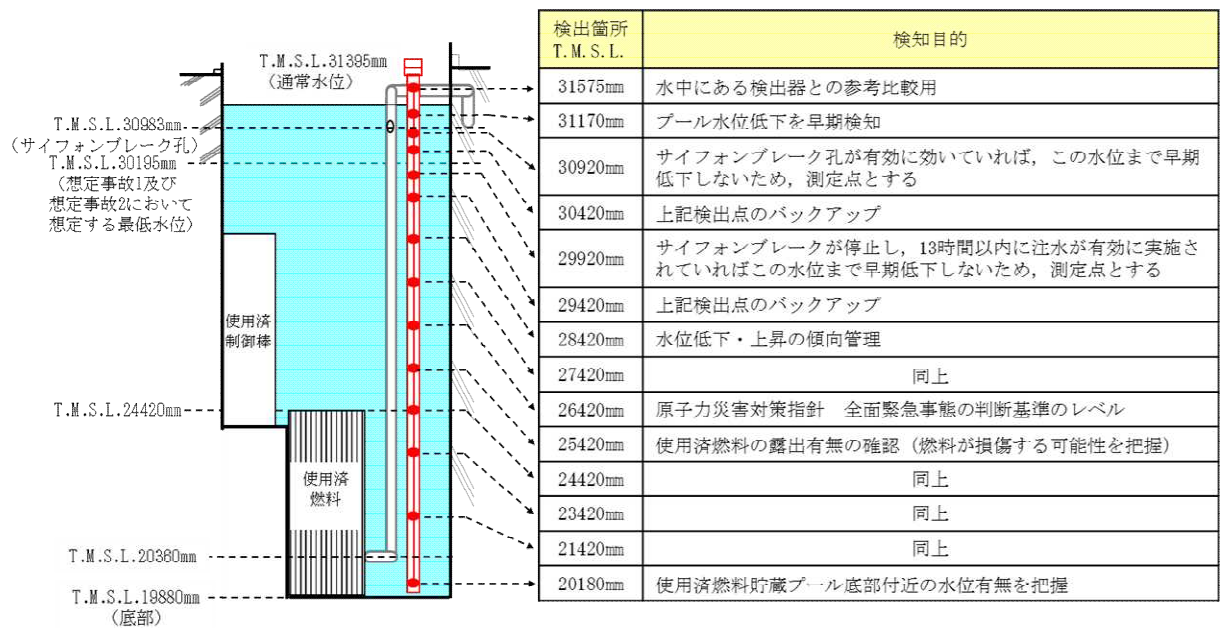 T.M.S.L.31395mm
(通常水位)
T.M.S.L.30983mm
(サイフォンブレーク孔)
T.M.S.L.30195mm
(想定事故1及び
想定事故2において
想定する最低水位)
使用済
制御棒
T.M.S.L.24420mm
使用済
燃料
T.M.S.L.20360mm
T.M.S.L.19880mm
(底部)
検出箇所
T.M.S.L.
検知目的
31575mm 水中にある検出器との参考比較用
31170mm プール水位低下を早期検知
30920mm サイフォンブレーク孔が有効に効いていれば，この水位まで早期
低下しないため，測定点とする
30420mm 上記検出点のバックアップ
29920mm サイフォンブレークが停止し，13時間以内に注水が有効に実施さ
れていればこの水位まで早期低下しないため，測定点とする
29420mm 上記検出点のバックアップ
28420mm 水位低下・上昇の傾向管理
27420mm 同上
26420mm 原子力災害対策指針　全面緊急事態の判断基準のレベル
25420mm 使用済燃料の露出有無の確認（燃料が損傷する可能性を把握）
24420mm 同上
23420mm 同上
21420mm 同上
20180mm 使用済燃料貯蔵プール底部付近の水位有無を把握